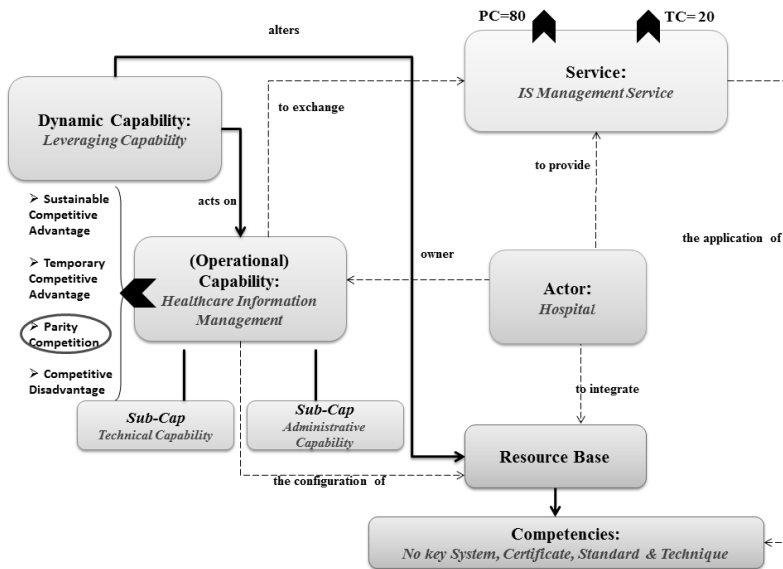 PC=80
TC= 20
alters
Service:
IS Management Service
to exchange
Dynamic Capability:
Leveraging Capability
to provide
acts on
➢ Sustainable
Competitive
Advantage
owner
the application of
(Operational)
Capability:
Healthcare Information
Management
➢ Temporary
Competitive
Advantage
Actor:
Hospital
➢ Parity
Competition
➢ Competitive
Disadvantage
to integrate
Sub-Cap
Technical Capability
Sub-Cap
Administrative
Capability
Resource Base
the configuration of
Competencies:
No key System, Certificate, Standard & Technique